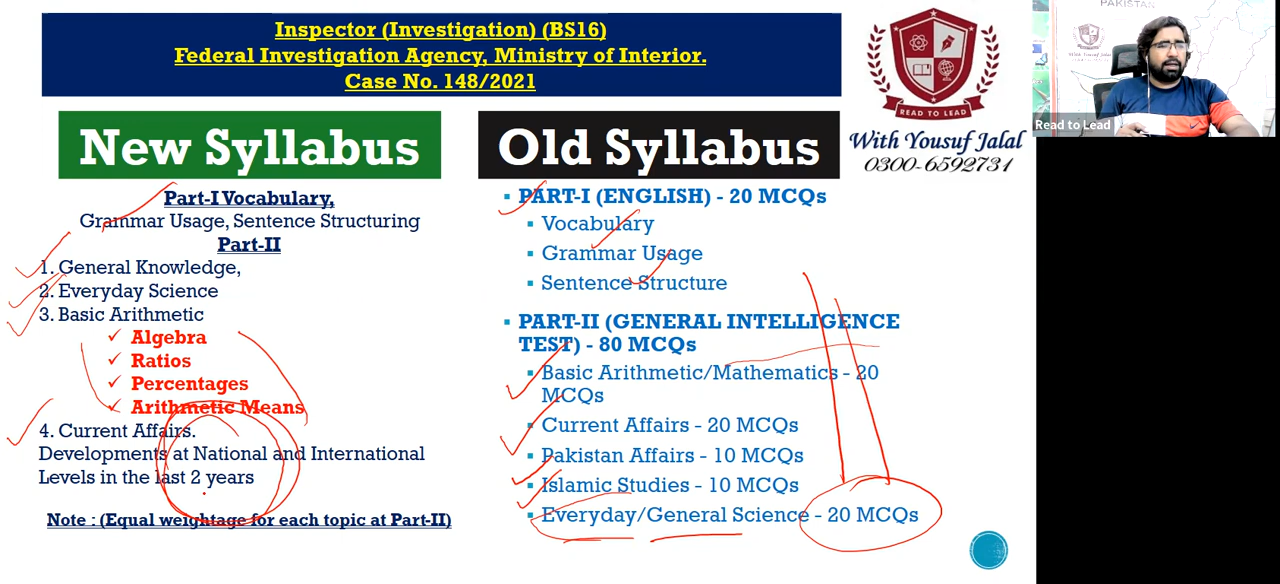 Inspector (Investigation) (BS16)
Federal Investigation Agency, Ministry of Interior.
Case No. 148/2021
New Syllabus
Part-I Vocabulary,
Grammar Usage, Sentence Structuring
Part-II
1. General Knowledge,
2. Everyday Science
3. Basic Arithmetic
✓ Algebra
✓ Ratios
✓ Percentages
✓ Arithmetic Means
4. Current Affairs.
Developments at National and International
Levels in the last 2 years
Note : (Equal weightage for each topic at Part-II)
Old Syllabus
▪ PART-I (ENGLISH) - 20 MCQs
▪ Vocabulary
▪ Grammar Usage
▪ Sentence Structure
▪ PART-II (GENERAL INTELLIGENCE
TEST) - 80 MCQs
▪ Basic Arithmetic/Mathematics - 20
MCQs
▪ Current Affairs - 20 MCQs
▪ Pakistan Affairs - 10 MCQs
▪ Islamic Studies - 10 MCQs
▪ Everyday/General Science - 20 MCQs
READ TO LEAD
With Yousuf Jalal
0300-6592731
PAKISTAN
With Yousuf Jalal
Read to Lead